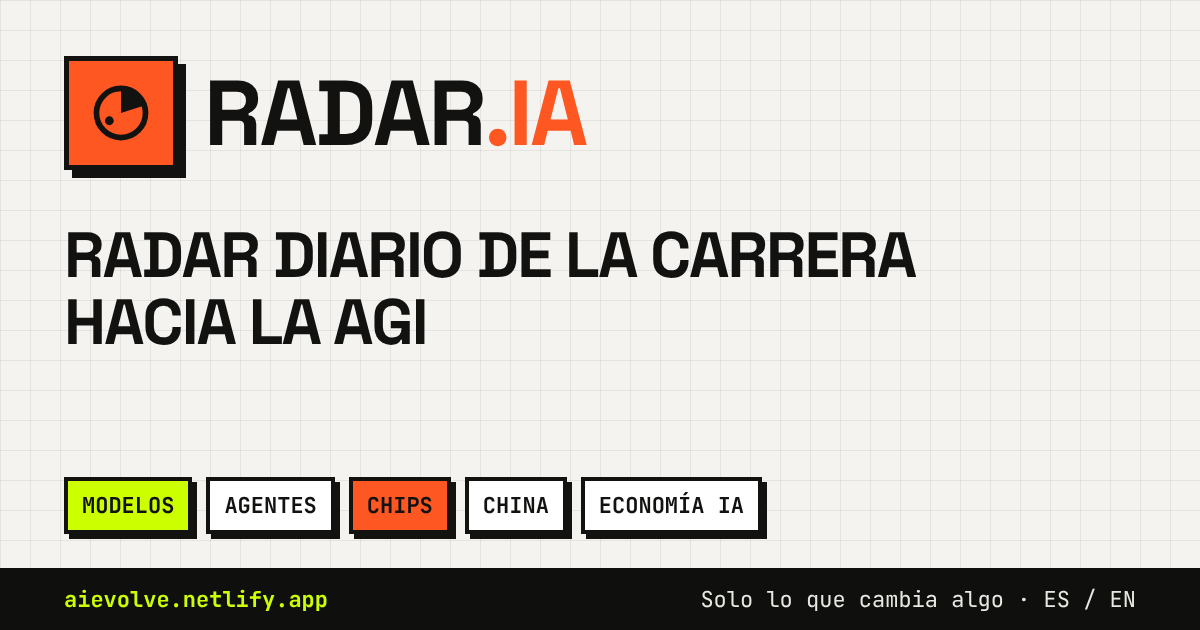 RADAR.IA
RADAR DIARIO DE LA CARRERA
HACIA LA AGI
MODELOS AGENTES CHIPS CHINA ECONOMÍA IA
aievolve.netlify.app Solo lo que cambia algo · ES / EN